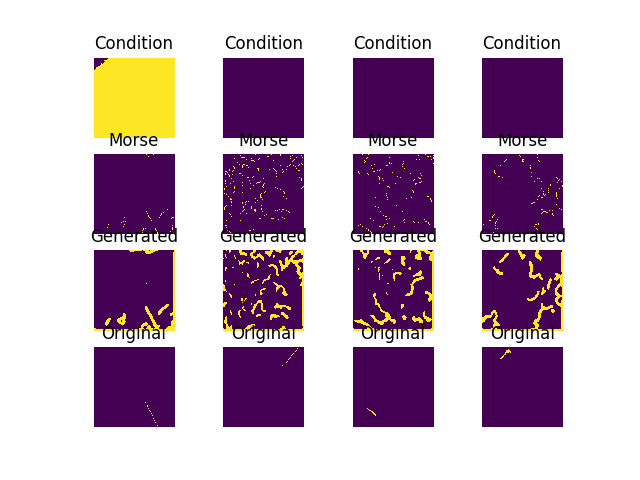 Condition Condition Condition Condition
Morse Morse Morse Morse
Generated Generated Generated Generated
Original Original Original Original